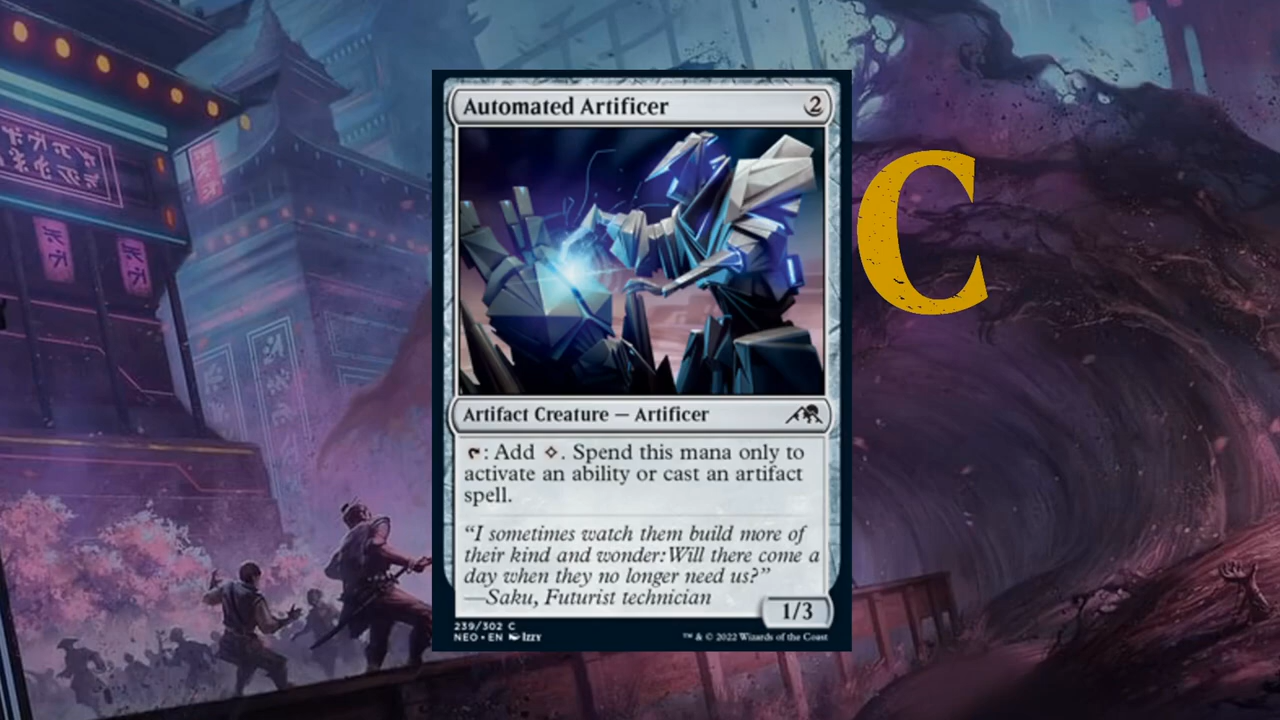 Automated Artificer 2
C
Artifact Creature — Artificer
: Add . Spend this mana only to
activate an ability or cast an artifact
spell.
“I sometimes watch them build more of
their kind and wonder: Will there come a
day when they no longer need us?”
—Saku, Futurist technician
1/3
239/302 C
NEO • EN Izzy
™ & © 2022 Wizards of the Coast